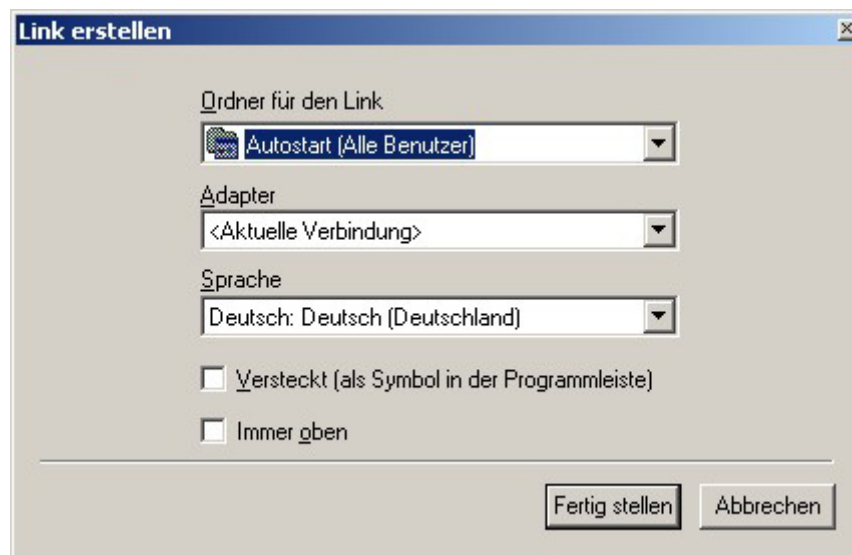 Link erstellen
Ordner für den Link
Autostart (Alle Benutzer)
Adapter
<Aktuelle Verbindung>
Sprache
Deutsch: Deutsch (Deutschland)
Versteckt (als Symbol in der Programmleiste)
Immer oben
Fertig stellen
Abbrechen